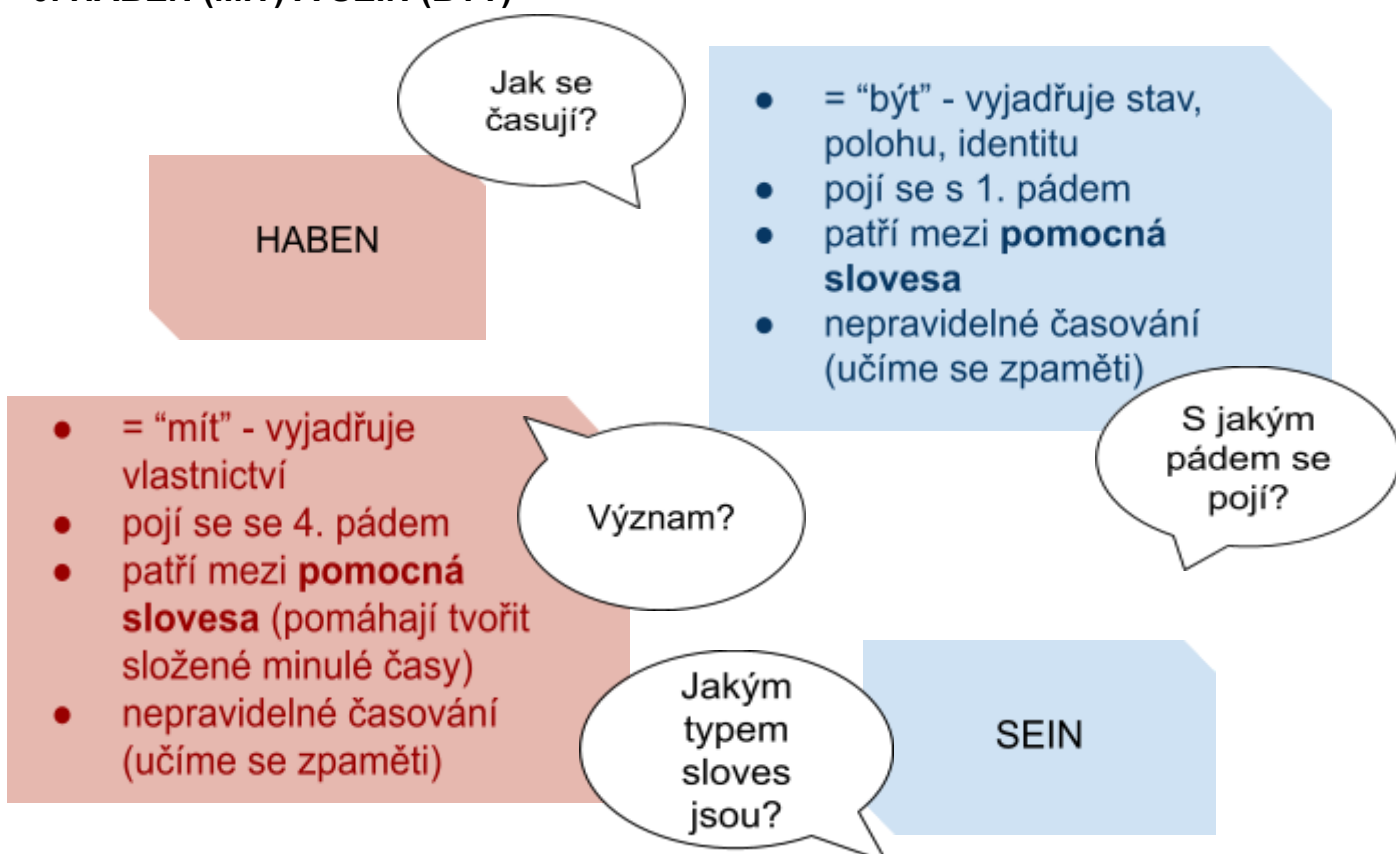 Jak se
časují?
HABEN
● = “být” - vyjadřuje stav,
polohu, identitu
● pojí se s 1. pádem
● patří mezi pomocná
slovesa
● nepravidelné časování
(učíme se zpaměti)
S jakým
pádem se
pojí?
● = “mít” - vyjadřuje
vlastnictví
● pojí se se 4. pádem
● patří mezi pomocná
slovesa (pomáhají tvořit
složené minulé časy)
● nepravidelné časování
(učíme se zpaměti)
Význam?
Jakým
typem
sloves
jsou?
SEIN